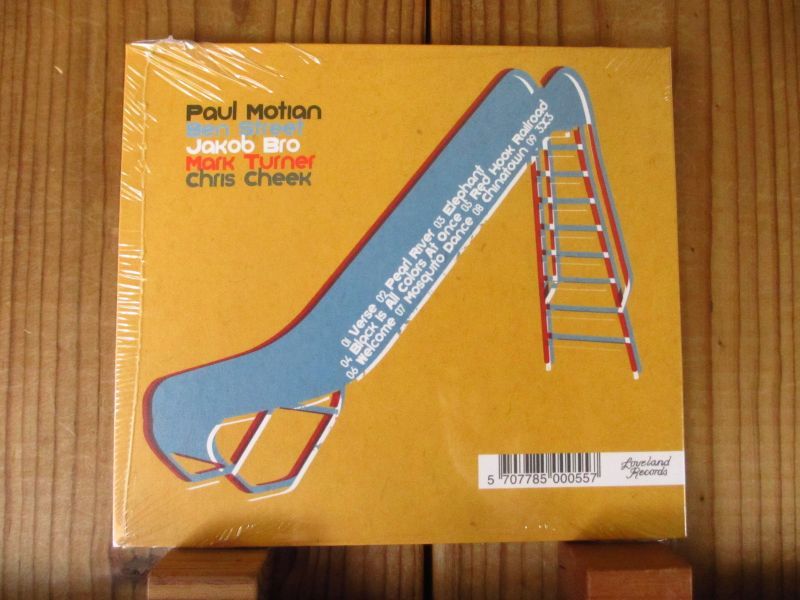 Paul Motian
Ben Street
Jakob Bro
Mark Turner
Chris Cheek
01 Verse 02 Pearl River 03 Elephant
04 Black Is All Colors At Once 05 Red Hook Railroad
06 Welcome 07 Mosquito Dance 08 Chinatown 09 3X3
5 707785 000557
Loveland
Records